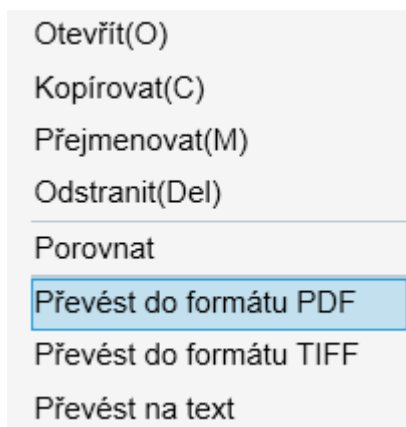 Otevřít(O)
Kopírovat(C)
Přejmenovat(M)
Odstranit(Del)
Porovnat
Převést do formátu PDF
Převést do formátu TIFF
Převést na text